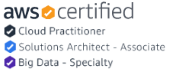 aws certified
Cloud Practitioner
Solutions Architect - Associate
Big Data - Specialty